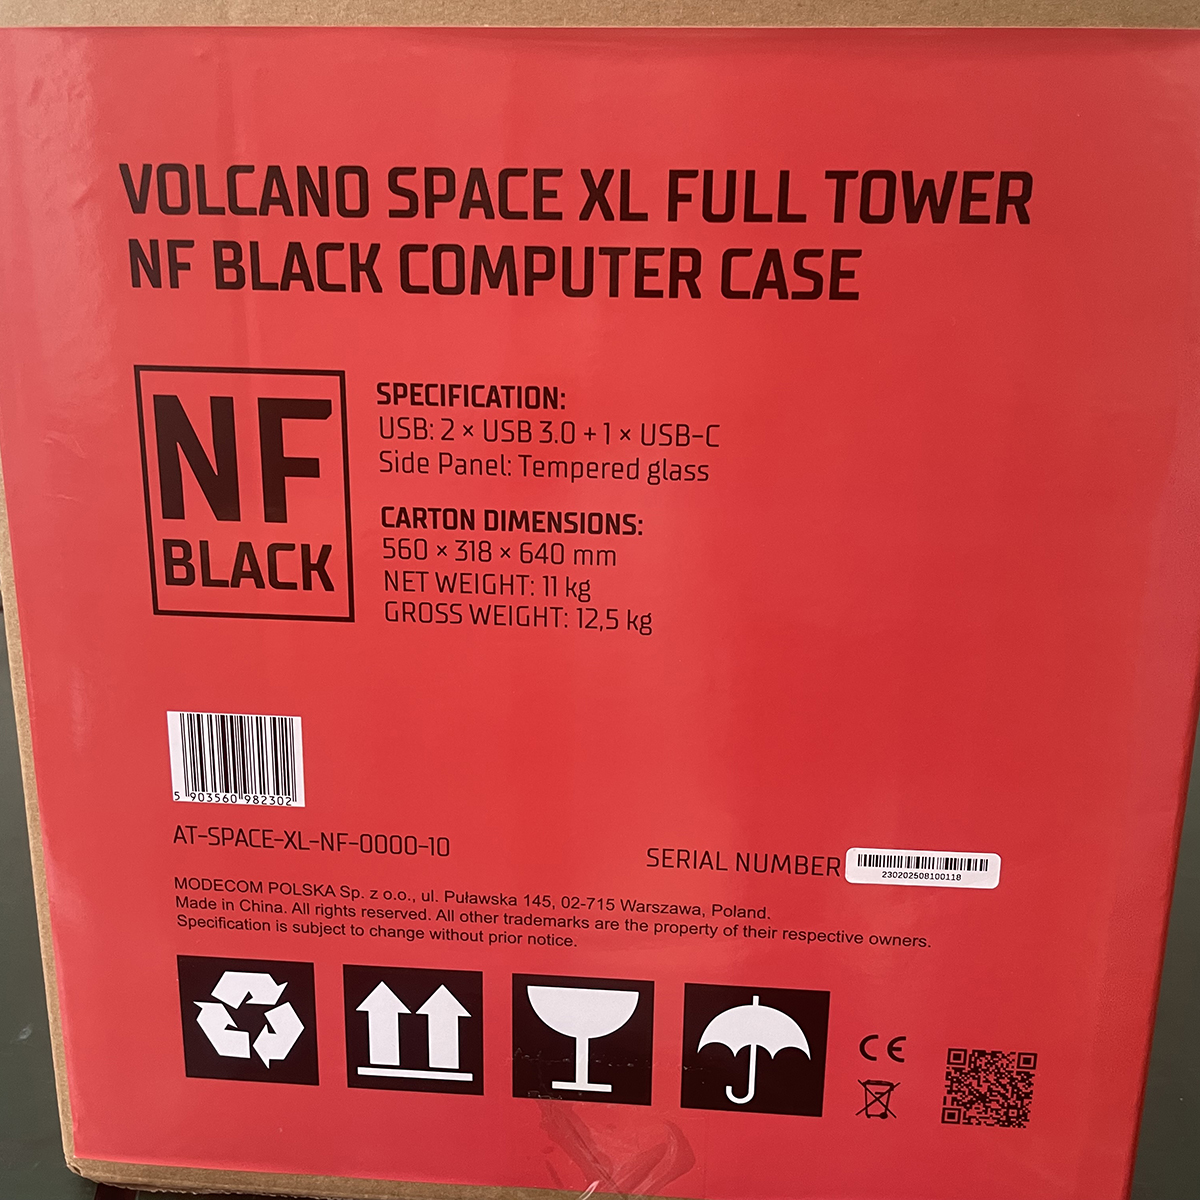 VOLCANO SPACE XL FULL TOWER
NF BLACK COMPUTER CASE
NF
BLACK
SPECIFICATION:
USB: 2 × USB 3.0 + 1 × USB-C
Side Panel: Tempered glass
CARTON DIMENSIONS:
560 × 318 × 640 mm
NET WEIGHT: 11 kg
GROSS WEIGHT: 12,5 kg
5 903560 982302
AT-SPACE-XL-NF-0000-10
SERIAL NUMBER
230202508100118
MODECOM POLSKA Sp. z o.o., ul. Puławska 145, 02-715 Warszawa, Poland.
Made in China. All rights reserved. All other trademarks are the property of their respective owners.
Specification is subject to change without prior notice.
CE